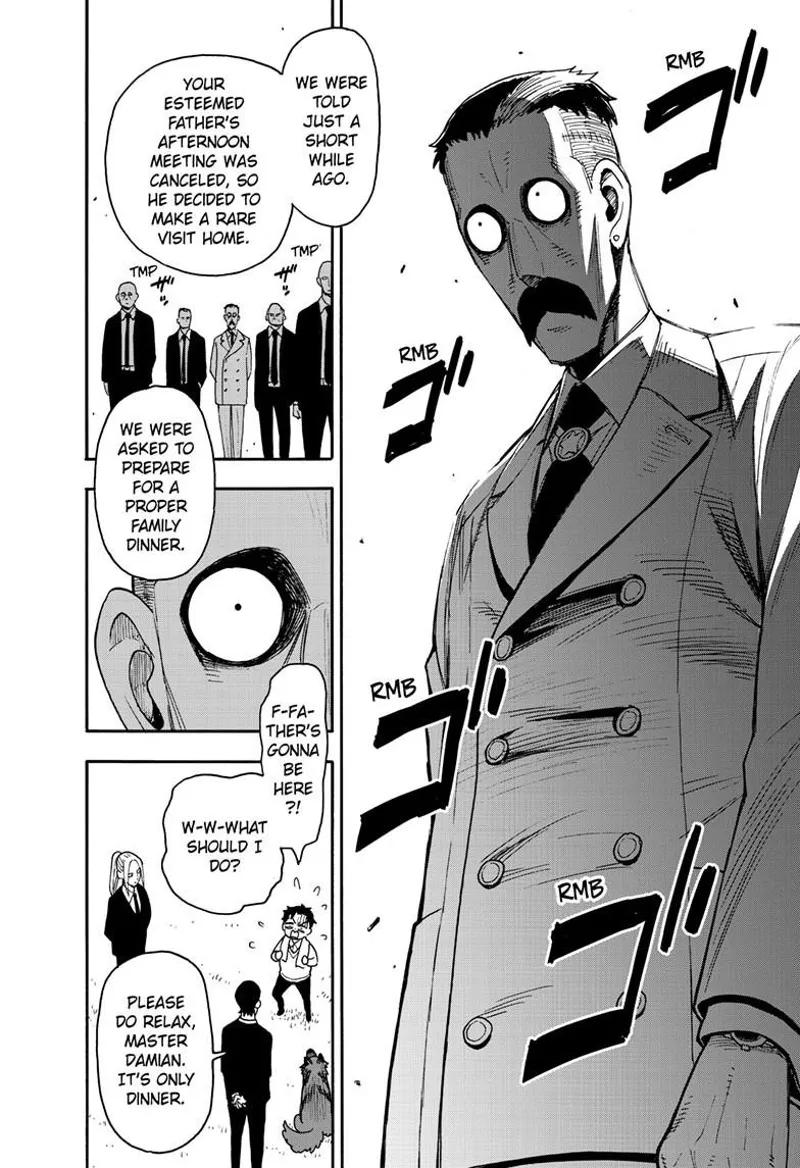 RMB
ゴ
RMB
ゴ
RMB
ゴ
RMB
ゴ
WE WERE
TOLD
JUST A
SHORT
WHILE
AGO.
YOUR
ESTEEMED
FATHER'S
AFTERNOON
MEETING WAS
CANCELED, SO
HE DECIDED TO
MAKE A RARE
VISIT HOME.
TMP
TMP
WE WERE
ASKED TO
PREPARE
FOR A
PROPER
FAMILY
DINNER.
F-FA-
THER'S
GONNA
BE
HERE
?!
W-W-WHAT
SHOULD I
DO?
PLEASE
DO RELAX,
MASTER
DAMIAN.
IT'S ONLY
DINNER.